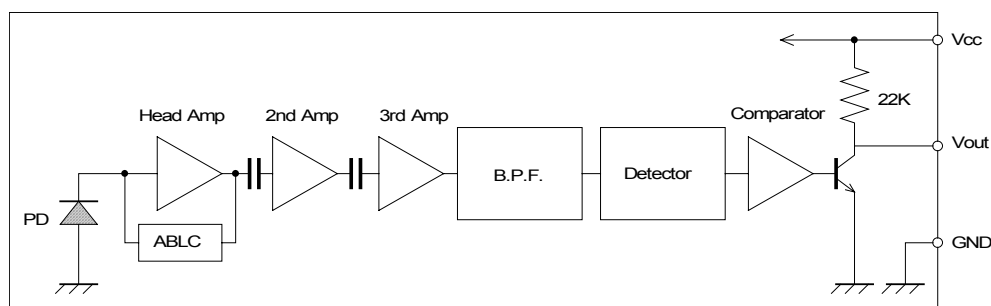 Vcc
22K
Head Amp
2nd Amp
3rd Amp
Comparator
Vout
B.P.F.
Detector
PD
ABLC
GND